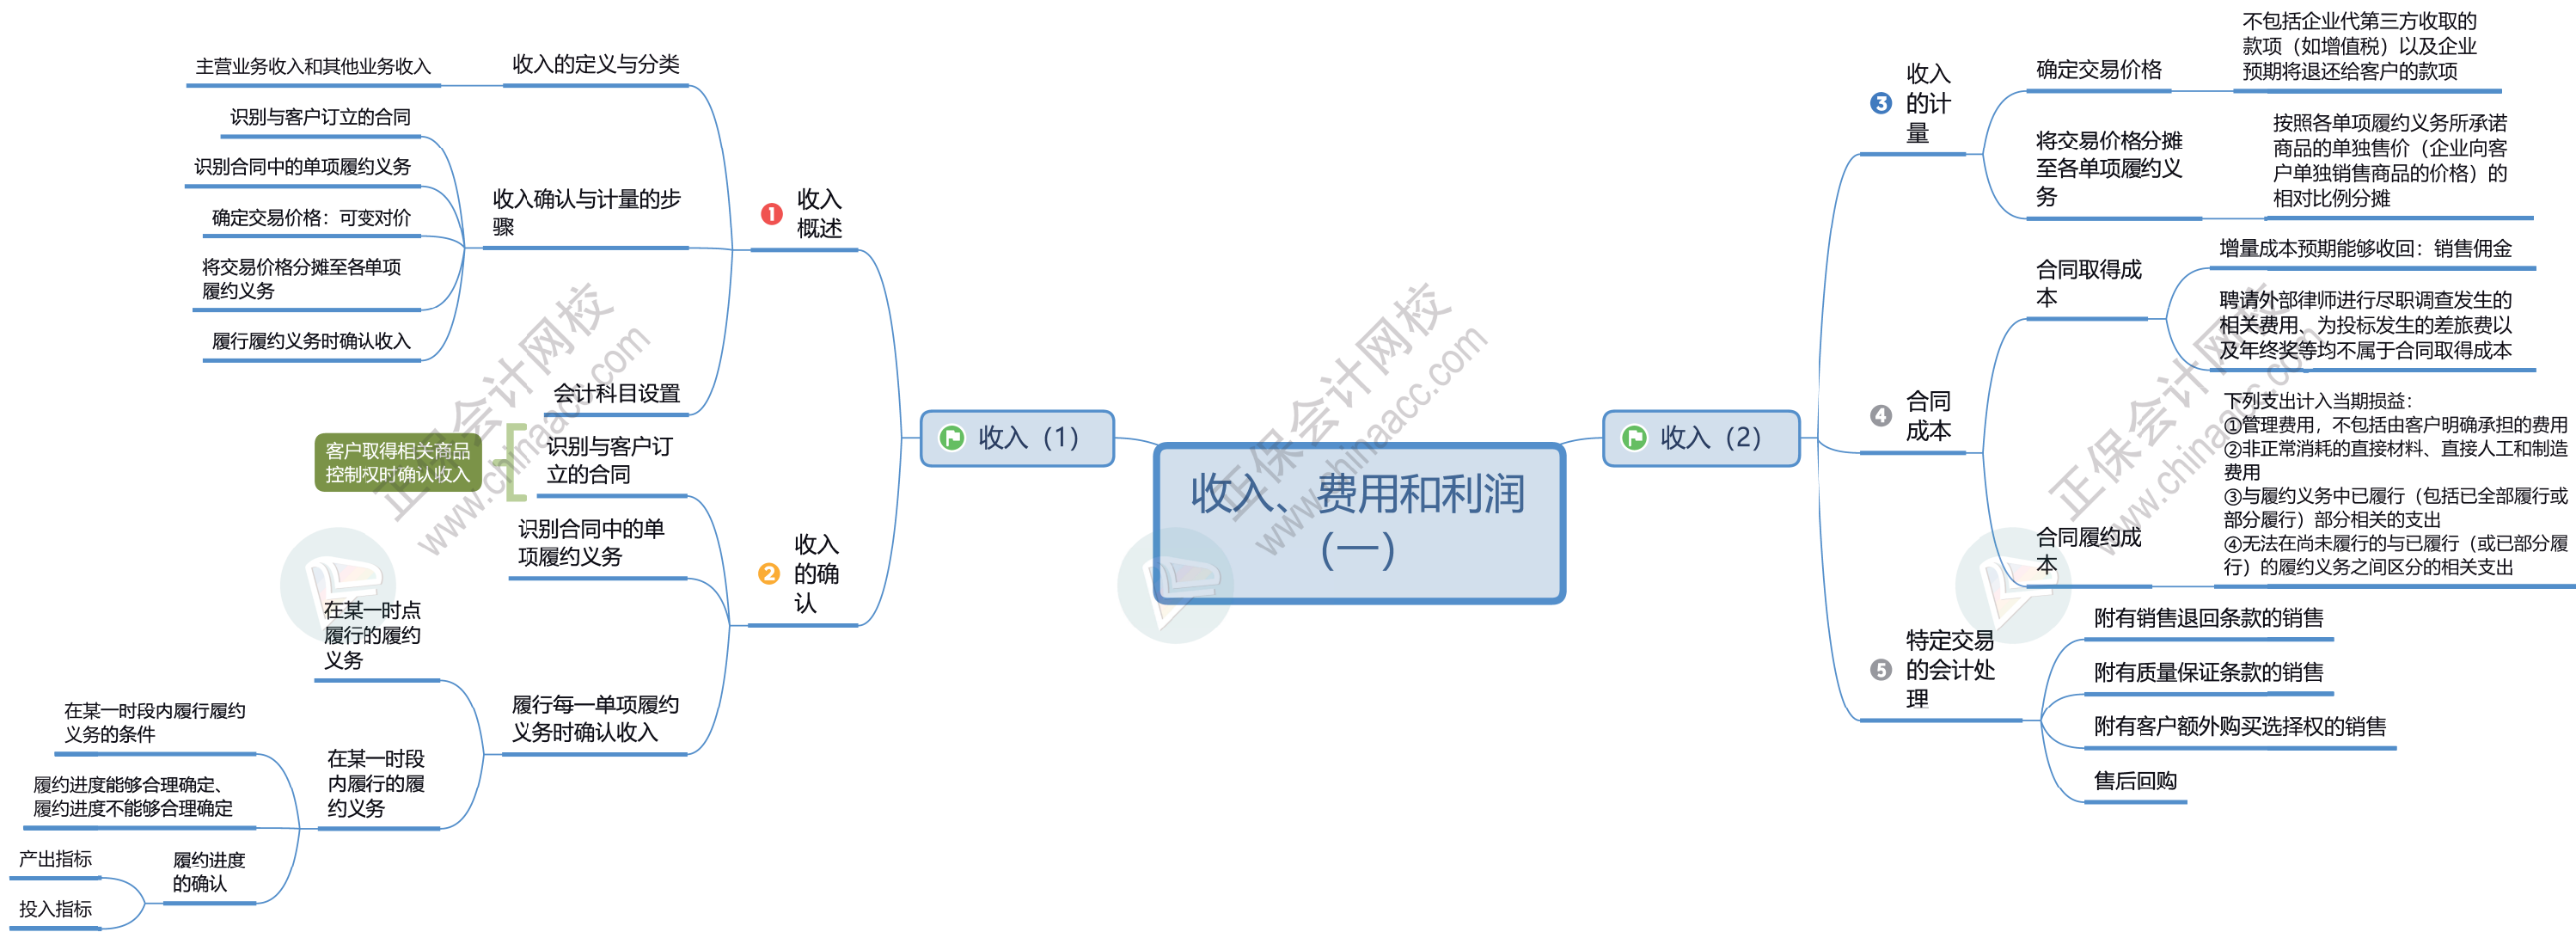 收入、费用和利润
(一)
收入（1）
❶
收入
概述
收入的定义与分类
主营业务收入和其他业务收入
收入确认与计量的步
骤
识别与客户订立的合同
识别合同中的单项履约义务
确定交易价格：可变对价
将交易价格分摊至各单项
履约义务
履行履约义务时确认收入
会计科目设置
❷
收入
的确
认
识别与客户订
立的合同
客户取得相关商品
控制权时确认收入
识别合同中的单
项履约义务
履行每一单项履约
义务时确认收入
在某一时点
履行的履约
义务
在某一时段
内履行的履
约义务
在某一时段内履行履约
义务的条件
履约进度能够合理确定、
履约进度不能够合理确定
履约进度
的确认
产出指标
投入指标
收入（2）
❸
收入
的计
量
确定交易价格
不包括企业代第三方收取的
款项（如增值税）以及企业
预期将退还给客户的款项
将交易价格分摊
至各单项履约义
务
按照各单项履约义务所承诺
商品的单独售价（企业向客
户单独销售商品的价格）的
相对比例分摊
❹
合同
成本
合同取得成
本
增量成本预期能够收回：销售佣金
聘请外部律师进行尽职调查发生的
相关费用、为投标发生的差旅费以
及年终奖等均不属于合同取得成本
合同履约成
本
下列支出计入当期损益：
①管理费用，不包括由客户明确承担的费用
②非正常消耗的直接材料、直接人工和制造
费用
③与履约义务中已履行（包括已全部履行或
部分履行）部分相关的支出
④无法在尚未履行的与已履行（或已部分履
行）的履约义务之间区分的相关支出
❺
特定交易
的会计处
理
附有销售退回条款的销售
附有质量保证条款的销售
附有客户额外购买选择权的销售
售后回购
正保会计网校
www.chinaacc.com
正保会计网校
www.chinaacc.com
正保会计网校
www.chinaacc.com